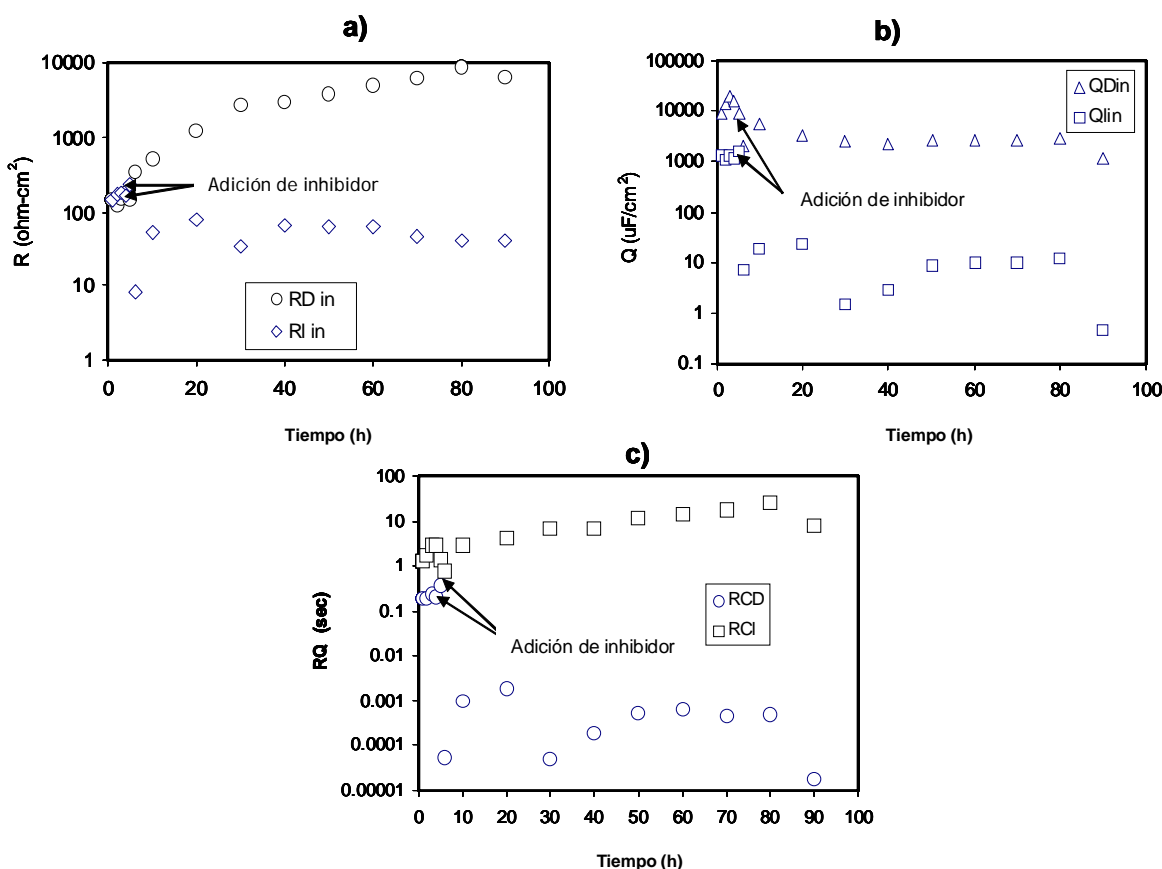 a)
10000
1000
100
10
1
R (ohm-cm2)
Adición de inhibidor
RD in
RI in
0 20 40 60 80 100
Tiempo (h)
b)
100000
10000
1000
100
10
1
0.1
Q (uF/cm2)
QDin
QIin
Adición de inhibidor
0 20 40 60 80 100
Tiempo (h)
c)
100
10
1
0.1
0.01
0.001
0.0001
0.00001
RQ (sec)
RCD
RCI
Adición de inhibidor
0 10 20 30 40 50 60 70 80 90 100
Tiempo (h)